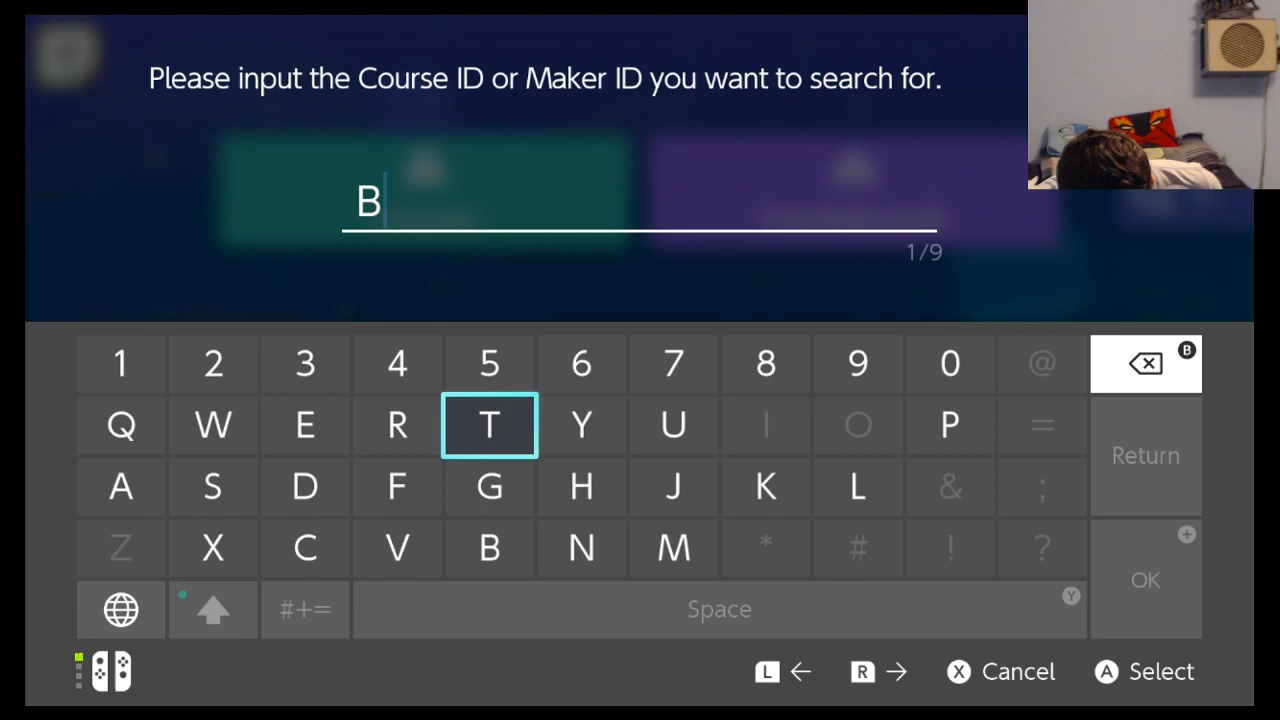 Please input the Course ID or Maker ID you want to search for.
B
1/9
1 2 3 4 5 6 7 8 9 0 @ B
Q W E R T Y U I O P =
Return
A S D F G H J K L & ;
Z X C V B N M * # ! ? +
OK
#+= Space Y
L ← R → X Cancel A Select